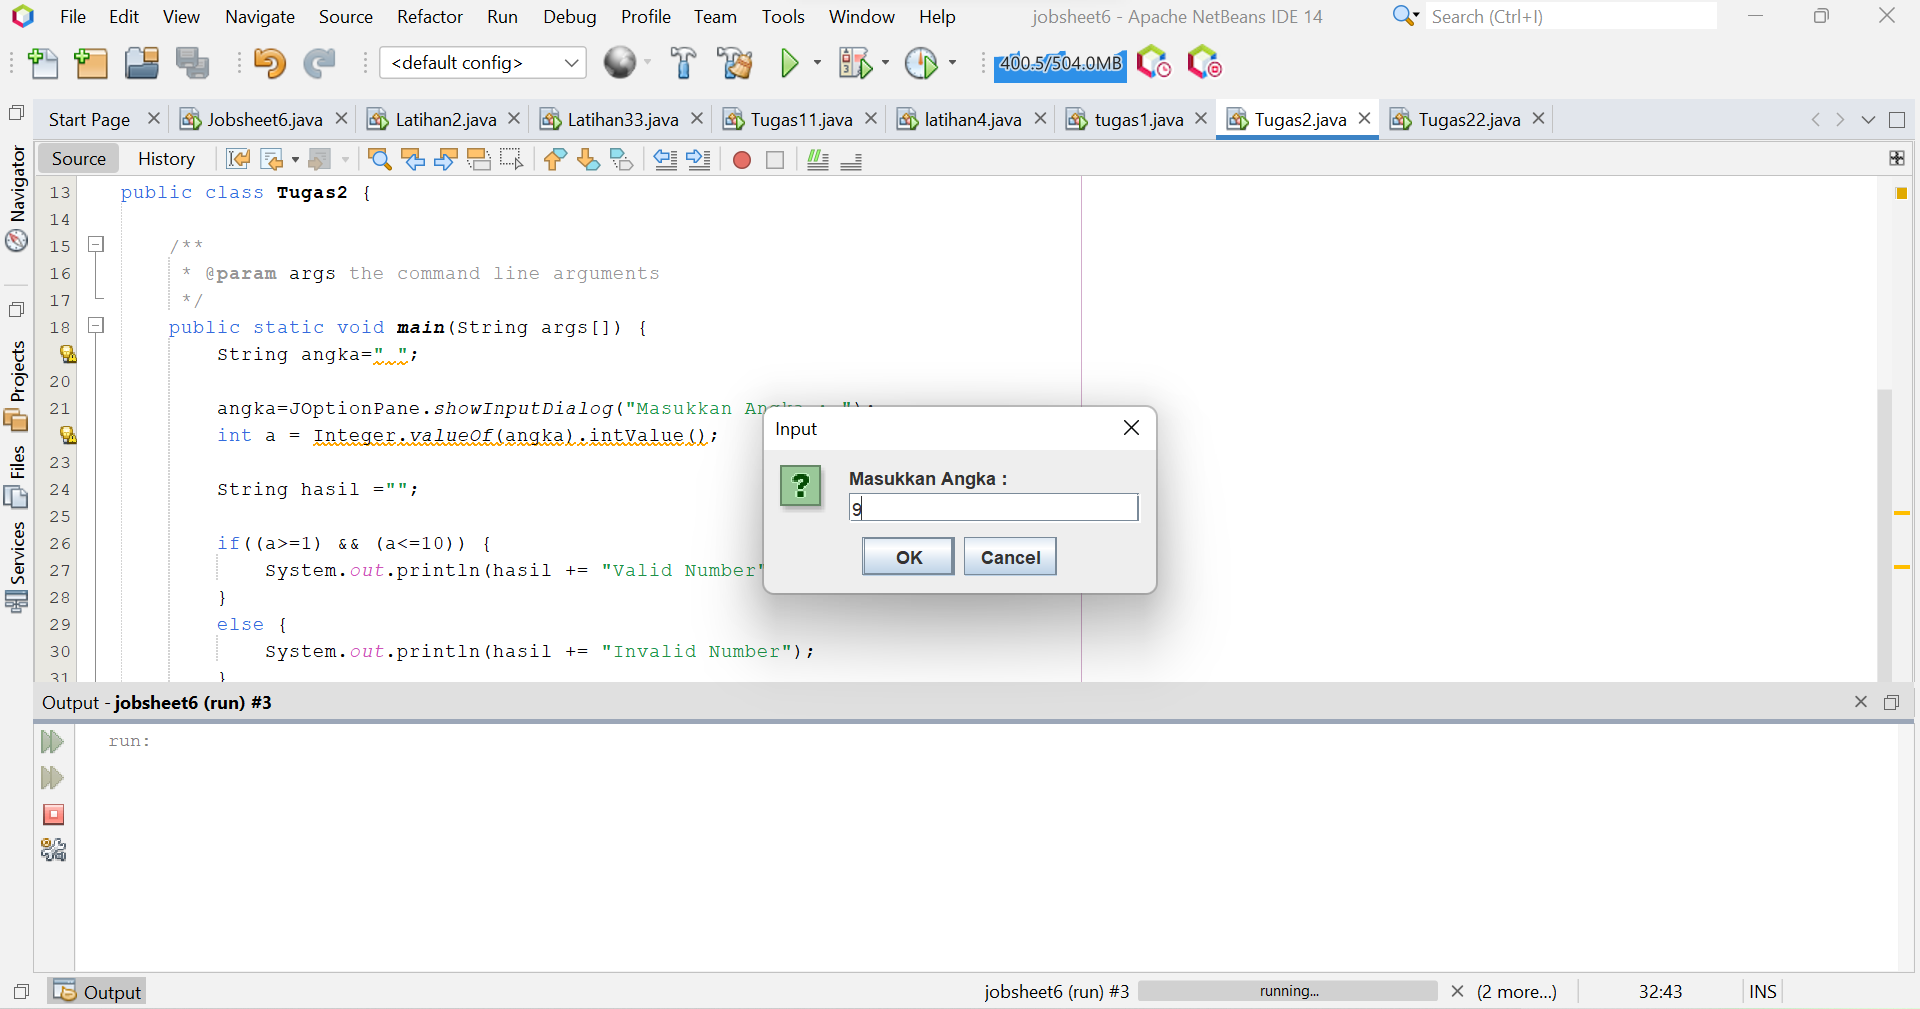 File Edit View Navigate Source Refactor Run Debug Profile Team Tools Window Help jobsheet6 - Apache NetBeans IDE 14 Search (Ctrl+I)
<default config> 400.5/504.0MB
Start Page Jobsheet6.java Latihan2.java Latihan33.java Tugas11.java latihan4.java tugas1.java Tugas2.java Tugas22.java
Source History
Navigator
Projects
Files
Services
13 public class Tugas2 {
14
15 /**
16 * @param args the command line arguments
17 */
18 public static void main(String args[]) {
String angka=" ";
20
21 angka=JOptionPane.showInputDialog("Masukkan Angka : ");
int a = Integer.valueOf(angka).intValue();
23
24 String hasil ="";
25
26 if((a>=1) && (a<=10)) {
27 System.out.println(hasil += "Valid Number"
28 }
29 else {
30 System.out.println(hasil += "Invalid Number");
31 }
Input
Masukkan Angka :
9
OK Cancel
Output - jobsheet6 (run) #3
run:
Output jobsheet6 (run) #3 running... (2 more...) 32:43 INS